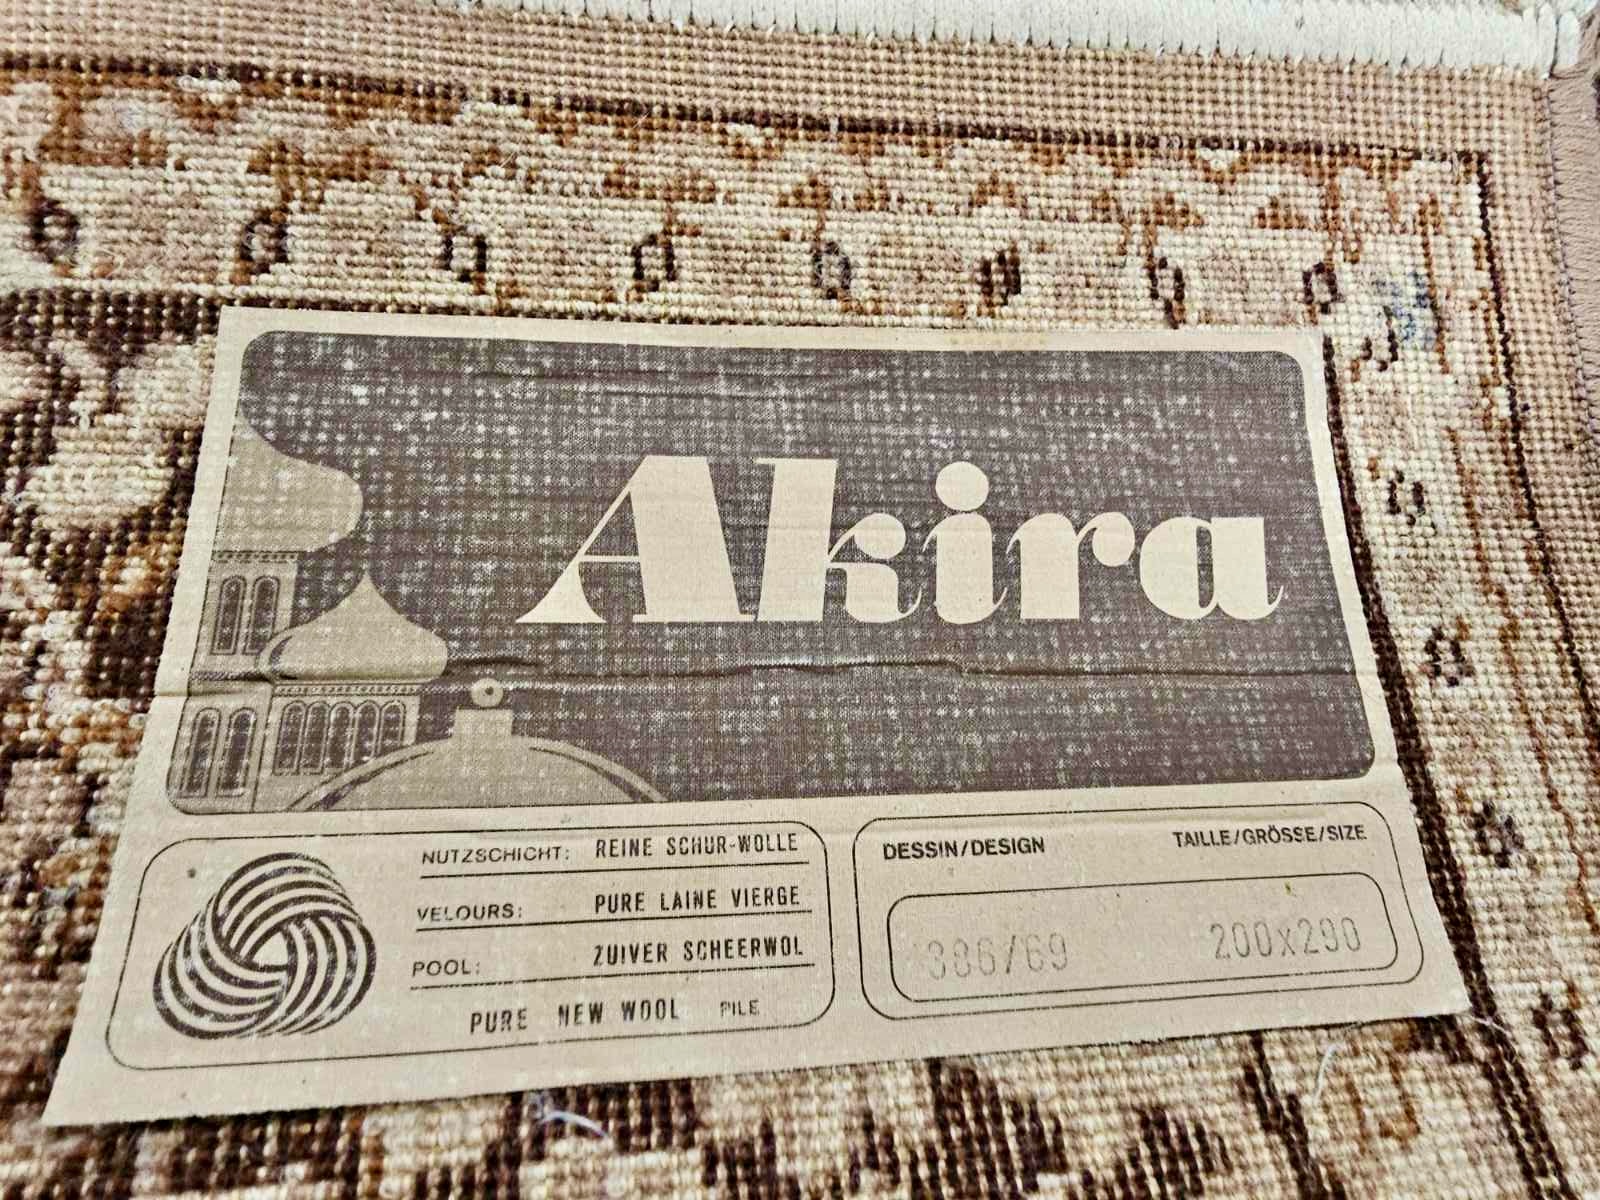 Akira
NUTZSCHICHT: REINE SCHUR-WOLLE
VELOURS: PURE LAINE VIERGE
POOL: ZUIVER SCHEERWOL
PURE NEW WOOL PILE
DESSIN/DESIGN TAILLE/GRÖSSE/SIZE
386/69 200x290